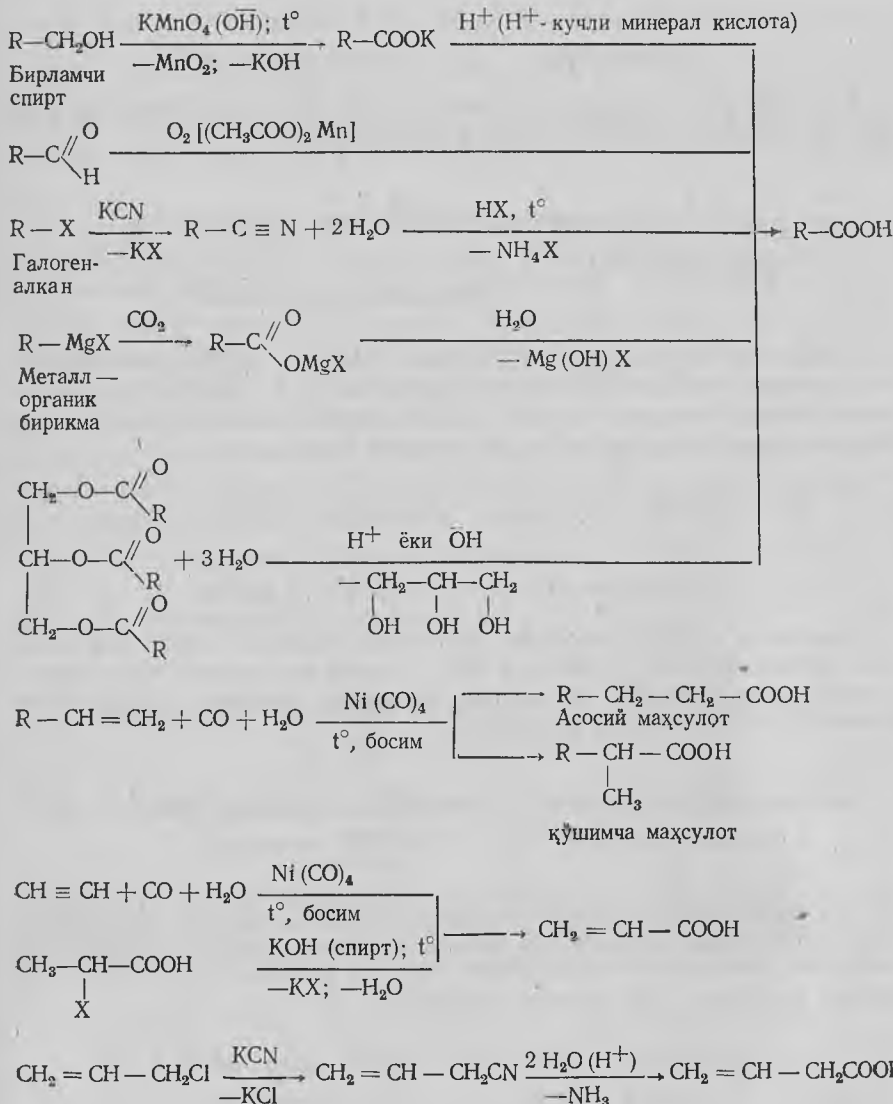 R—CH₂OH KMnO₄ (ŌH); t° —MnO₂; —KOH → R—COOK H⁺ (H⁺- кучли минерал кислота)
Бирламчи
спирт
R—C(=O)—H O₂ [(CH₃COO)₂ Mn]
R — X KCN —KX → R — C ≡ N + 2 H₂O HX, t° — NH₄X → R—COOH
Галоген-
алкан
R — MgX CO₂ → R—C(=O)—OMgX H₂O — Mg (OH) X
Металл —
органик
бирикма
CH₂—O—C(=O)—R
CH—O—C(=O)—R + 3 H₂O H⁺ ёки ŌH — CH₂—CH—CH₂
OH OH OH
CH₂—O—C(=O)—R
R — CH = CH₂ + CO + H₂O Ni (CO)₄ t°, босим → R — CH₂ — CH₂ — COOH
Асосий маҳсулот
→ R — CH — COOH
CH₃
қўшимча маҳсулот
CH ≡ CH + CO + H₂O Ni (CO)₄ t°, босим
→ CH₂ = CH — COOH
CH₃—CH—COOH KOH (спирт); t° —KX; —H₂O
X
CH₂ = CH — CH₂Cl KCN —KCl → CH₂ = CH — CH₂CN 2 H₂O (H⁺) —NH₃ → CH₂ = CH — CH₂COOH